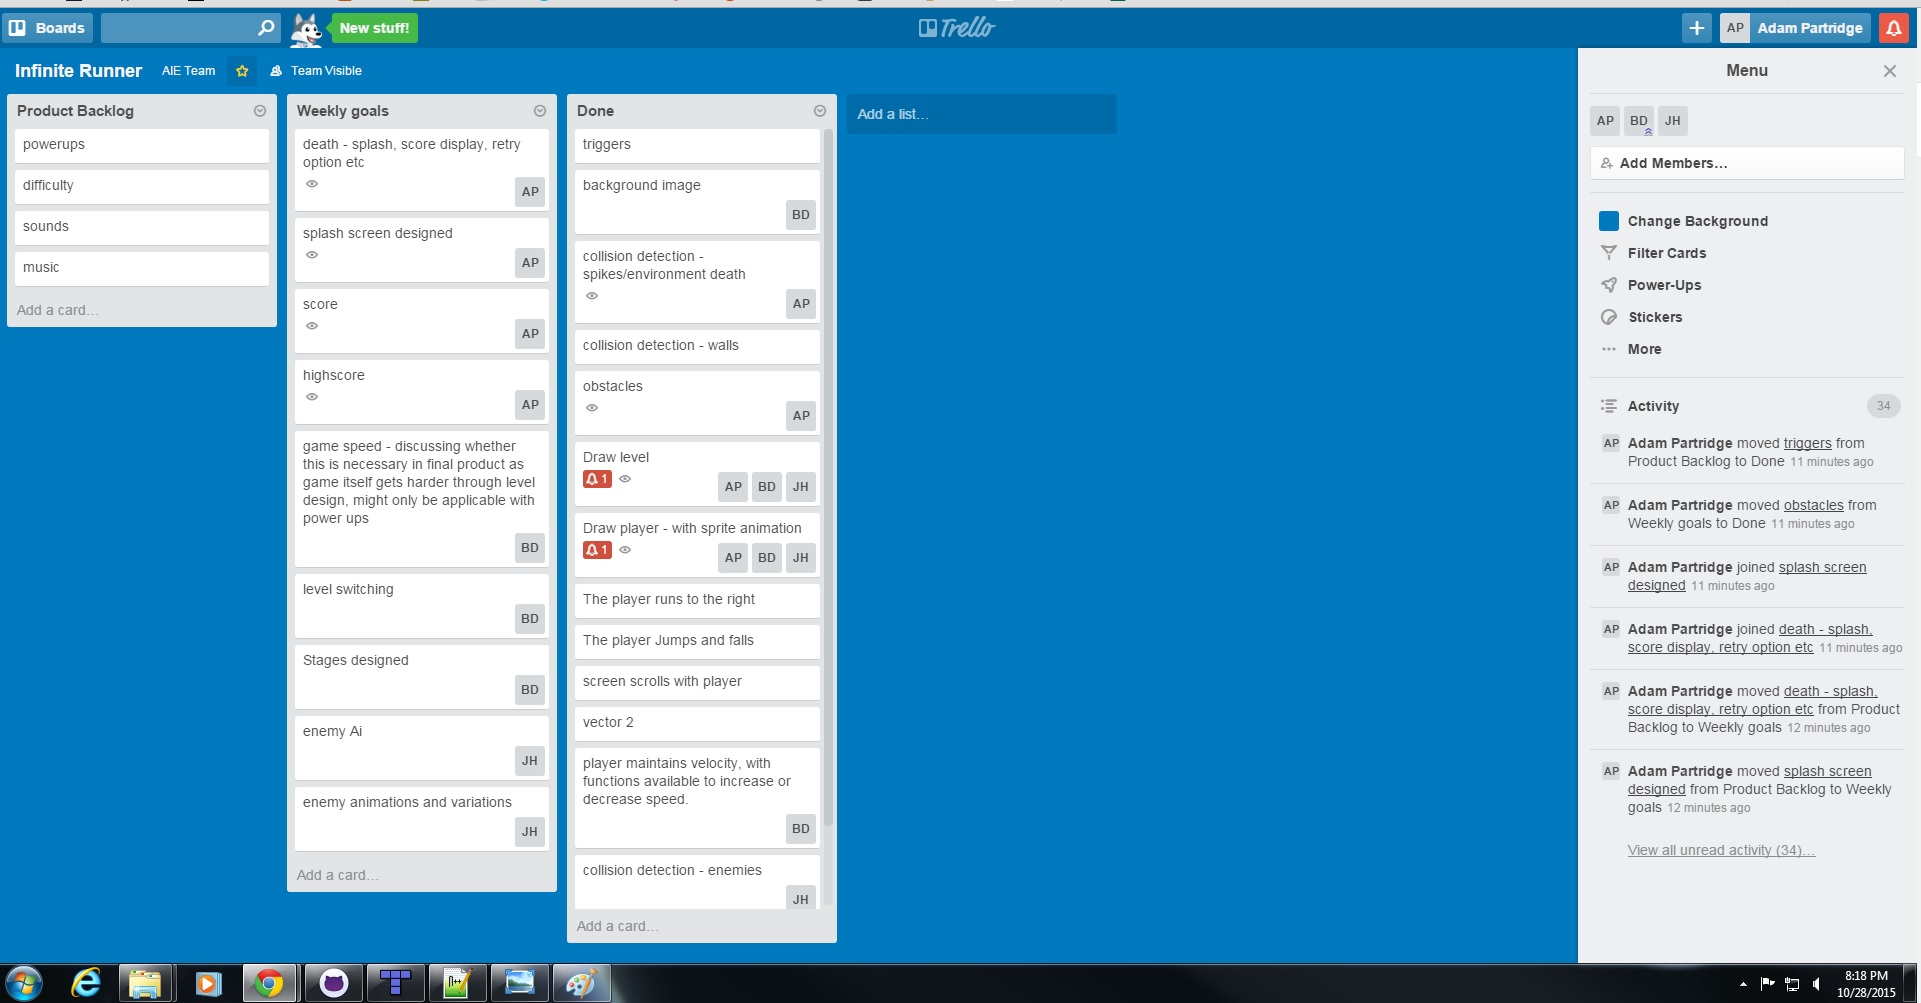 Boards
New stuff!
Trello
AP Adam Partridge
Infinite Runner AIE Team Team Visible
Product Backlog
powerups
difficulty
sounds
music
Add a card…
Weekly goals
death - splash, score display, retry
option etc
AP
splash screen designed
AP
score
AP
highscore
AP
game speed - discussing whether
this is necessary in final product as
game itself gets harder through level
design, might only be applicable with
power ups
BD
level switching
BD
Stages designed
BD
enemy Ai
JH
enemy animations and variations
JH
Add a card…
Done
triggers
background image
BD
collision detection -
spikes/environment death
AP
collision detection - walls
obstacles
AP
Draw level
1 AP BD JH
Draw player - with sprite animation
1 AP BD JH
The player runs to the right
The player Jumps and falls
screen scrolls with player
vector 2
player maintains velocity, with
functions available to increase or
decrease speed.
BD
collision detection - enemies
JH
Add a card…
Add a list…
Menu
AP BD JH
Add Members…
Change Background
Filter Cards
Power-Ups
Stickers
More
Activity 34
AP Adam Partridge moved triggers from
Product Backlog to Done 11 minutes ago
AP Adam Partridge moved obstacles from
Weekly goals to Done 11 minutes ago
AP Adam Partridge joined splash screen
designed 11 minutes ago
AP Adam Partridge joined death - splash,
score display, retry option etc 11 minutes ago
AP Adam Partridge moved death - splash,
score display, retry option etc from Product
Backlog to Weekly goals 12 minutes ago
AP Adam Partridge moved splash screen
designed from Product Backlog to Weekly
goals 12 minutes ago
View all unread activity (34)…
8:18 PM
10/28/2015